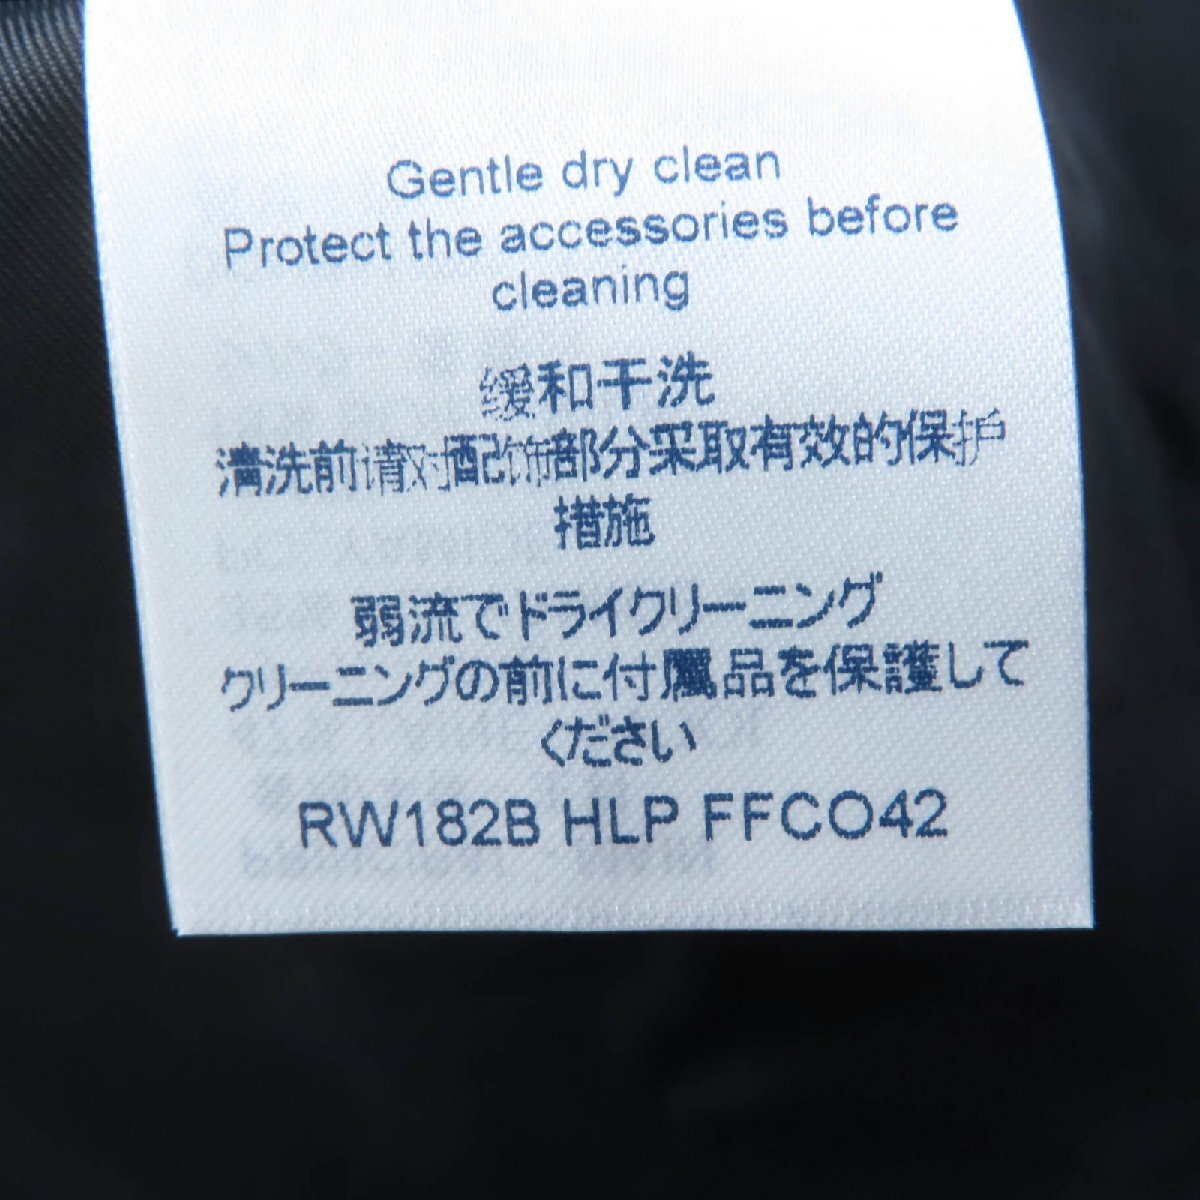 Gentle dry clean
Protect the accessories before
cleaning
缓和干洗
清洗前请对配饰部分采取有效的保护
措施
弱流でドライクリーニング
クリーニングの前に付属品を保護して
ください
RW182B HLP FFCO42